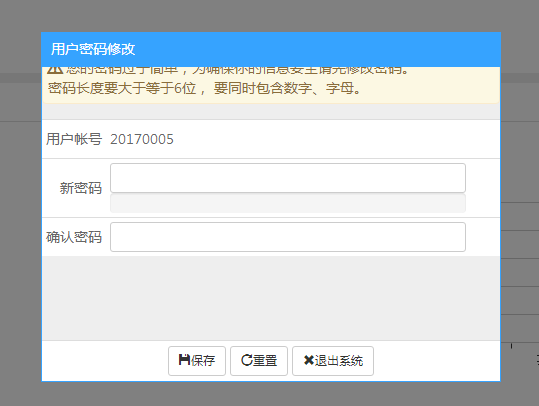 用户密码修改
您的密码过于简单，为确保你的信息安全请先修改密码。
密码长度要大于等于6位， 要同时包含数字、字母。
用户帐号 20170005
新密码
确认密码
保存 重置 退出系统